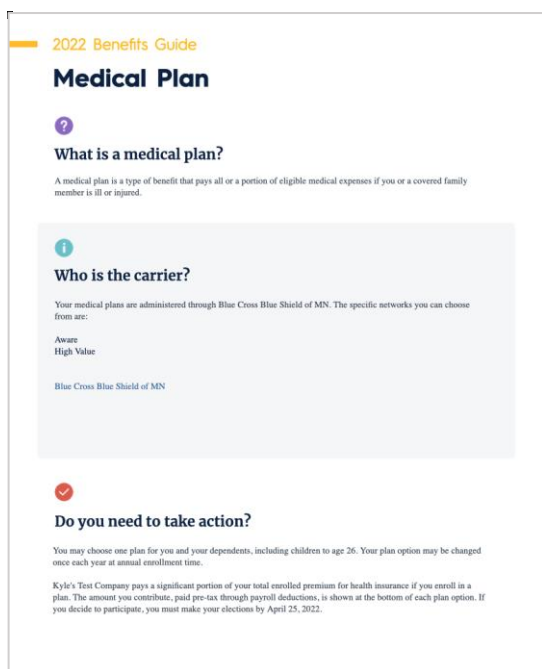 2022 Benefits Guide
Medical Plan
?
What is a medical plan?
A medical plan is a type of benefit that pays all or a portion of eligible medical expenses if you or a covered family
member is ill or injured.
i
Who is the carrier?
Your medical plans are administered through Blue Cross Blue Shield of MN. The specific networks you can choose
from are:
Aware
High Value
Blue Cross Blue Shield of MN
Do you need to take action?
You may choose one plan for you and your dependents, including children to age 26. Your plan option may be changed
once each year at annual enrollment time.
Kyle's Test Company pays a significant portion of your total enrolled premium for health insurance if you enroll in a
plan. The amount you contribute, paid pre-tax through payroll deductions, is shown at the bottom of each plan option. If
you decide to participate, you must make your elections by April 25, 2022.